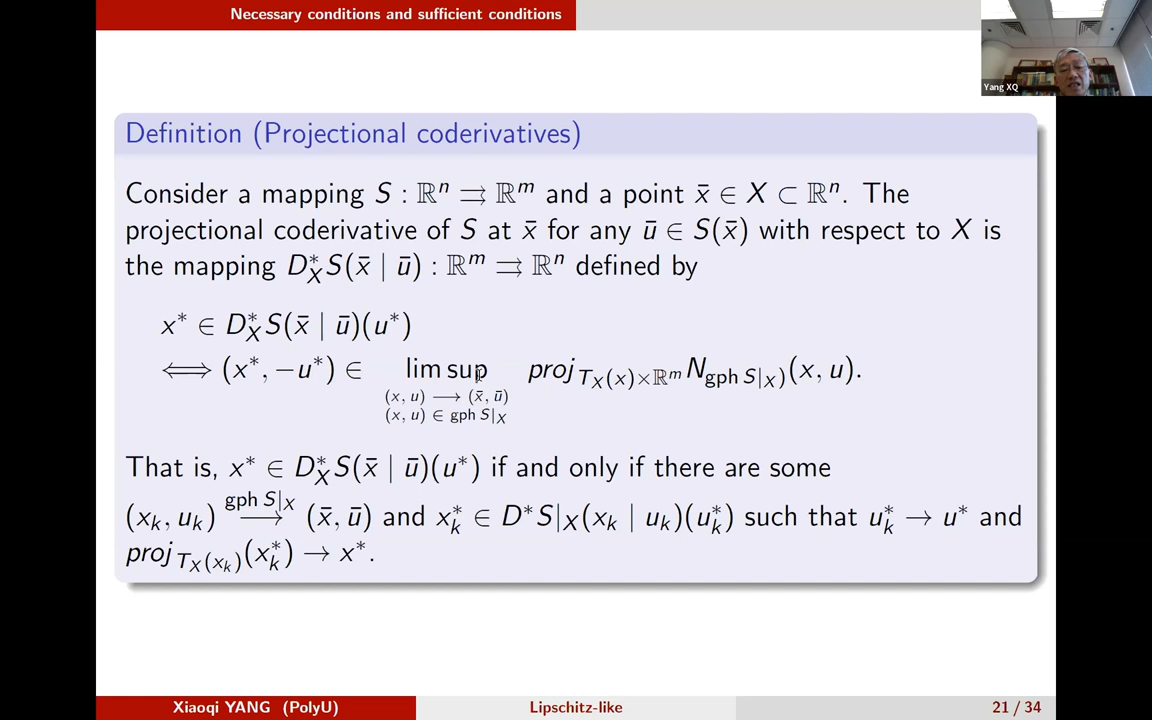 Necessary conditions and sufficient conditions
Yang XQ
Definition (Projectional coderivatives)
Consider a mapping S : ℝⁿ ⇉ ℝᵐ and a point x̄ ∈ X ⊂ ℝⁿ. The
projectional coderivative of S at x̄ for any ū ∈ S(x̄) with respect to X is
the mapping D*_X S(x̄ | ū) : ℝᵐ ⇉ ℝⁿ defined by
x* ∈ D*_X S(x̄ | ū)(u*)
⟺ (x*, −u*) ∈ lim sup proj_{T_X(x)×ℝᵐ} N_{gph S|_X)}(x, u).
(x, u) ⟶ (x̄, ū)
(x, u) ∈ gph S|_X
That is, x* ∈ D*_X S(x̄ | ū)(u*) if and only if there are some
(x_k, u_k) \xrightarrow{gph S|_X} (x̄, ū) and x*_k ∈ D*S|_X(x_k | u_k)(u*_k) such that u*_k → u* and
proj_{T_X(x_k)}(x*_k) → x*.
Xiaoqi YANG (PolyU)
Lipschitz-like
21 / 34